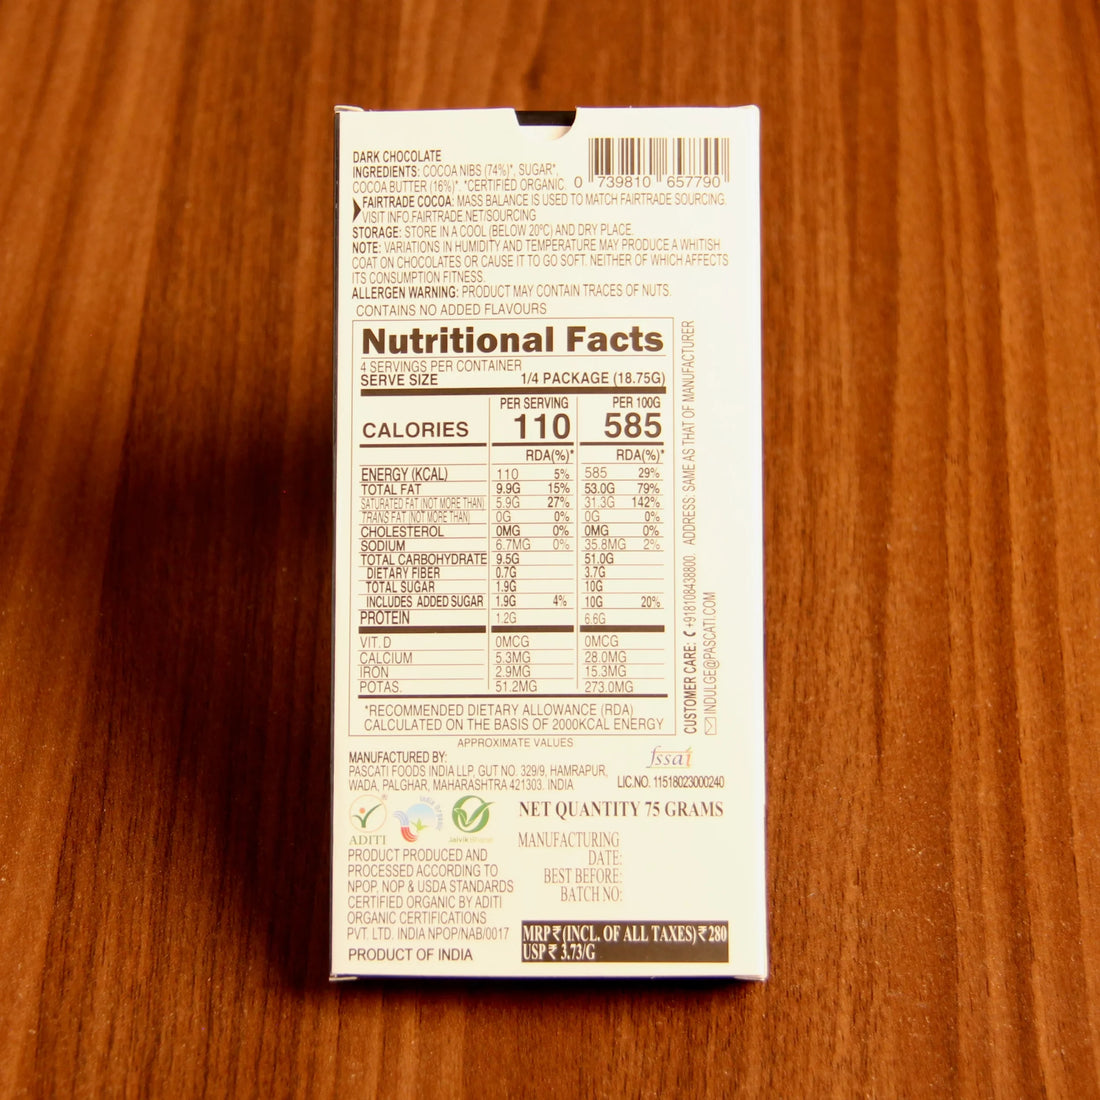 DARK CHOCOLATE
INGREDIENTS: COCOA NIBS (74%)*, SUGAR*,
COCOA BUTTER (16%)*. *CERTIFIED ORGANIC.
0 739810 657790
FAIRTRADE COCOA: MASS BALANCE IS USED TO MATCH FAIRTRADE SOURCING.
VISIT INFO.FAIRTRADE.NET/SOURCING
STORAGE: STORE IN A COOL (BELOW 20ºC) AND DRY PLACE.
NOTE: VARIATIONS IN HUMIDITY AND TEMPERATURE MAY PRODUCE A WHITISH
COAT ON CHOCOLATES OR CAUSE IT TO GO SOFT. NEITHER OF WHICH AFFECTS
ITS CONSUMPTION FITNESS.
ALLERGEN WARNING: PRODUCT MAY CONTAIN TRACES OF NUTS.
CONTAINS NO ADDED FLAVOURS
Nutritional Facts
4 SERVINGS PER CONTAINER
SERVE SIZE 1/4 PACKAGE (18.75G)
PER SERVING PER 100G
CALORIES 110 585
RDA(%)* RDA(%)*
ENERGY (KCAL) 110 5% 585 29%
TOTAL FAT 9.9G 15% 53.0G 79%
SATURATED FAT (NOT MORE THAN) 5.9G 27% 31.3G 142%
TRANS FAT (NOT MORE THAN) 0G 0% 0G 0%
CHOLESTEROL 0MG 0% 0MG 0%
SODIUM 6.7MG 0% 35.8MG 2%
TOTAL CARBOHYDRATE 9.5G 51.0G
DIETARY FIBER 0.7G 3.7G
TOTAL SUGAR 1.9G 10G
INCLUDES ADDED SUGAR 1.9G 4% 10G 20%
PROTEIN 1.2G 6.6G
VIT. D 0MCG 0MCG
CALCIUM 5.3MG 28.0MG
IRON 2.9MG 15.3MG
POTAS. 51.2MG 273.0MG
*RECOMMENDED DIETARY ALLOWANCE (RDA)
CALCULATED ON THE BASIS OF 2000KCAL ENERGY
APPROXIMATE VALUES
CUSTOMER CARE: +918108438800. ADDRESS: SAME AS THAT OF MANUFACTURER
INDULGE@PASCATI.COM
MANUFACTURED BY:
PASCATI FOODS INDIA LLP, GUT NO. 329/9, HAMRAPUR,
WADA, PALGHAR, MAHARASHTRA 421303. INDIA
fssai
LIC.NO. 11518023000240
ADITI
India Organic
Jaivik Bharat
NET QUANTITY 75 GRAMS
MANUFACTURING
DATE:
BEST BEFORE:
BATCH NO:
PRODUCT PRODUCED AND
PROCESSED ACCORDING TO
NPOP, NOP & USDA STANDARDS
CERTIFIED ORGANIC BY ADITI
ORGANIC CERTIFICATIONS
PVT. LTD. INDIA NPOP/NAB/0017
PRODUCT OF INDIA
MRP ₹ (INCL. OF ALL TAXES) ₹ 280
USP ₹ 3.73/G